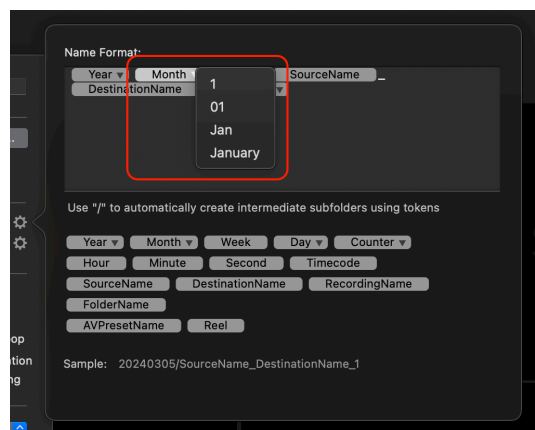 Name Format:
Year Month SourceName _
DestinationName
1
01
Jan
January
Use "/" to automatically create intermediate subfolders using tokens
Year Month Week Day Counter
Hour Minute Second Timecode
SourceName DestinationName RecordingName
FolderName
AVPresetName Reel
Sample: 20240305/SourceName_DestinationName_1
op
tion
ng